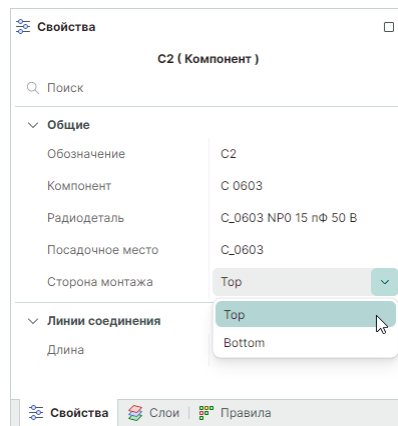 Свойства
C2 ( Компонент )
Поиск
Общие
Обозначение C2
Компонент C 0603
Радиодеталь C_0603 NP0 15 пФ 50 В
Посадочное место C_0603
Сторона монтажа Top
Top
Линии соединения
Bottom
Длина
Свойства Слои Правила